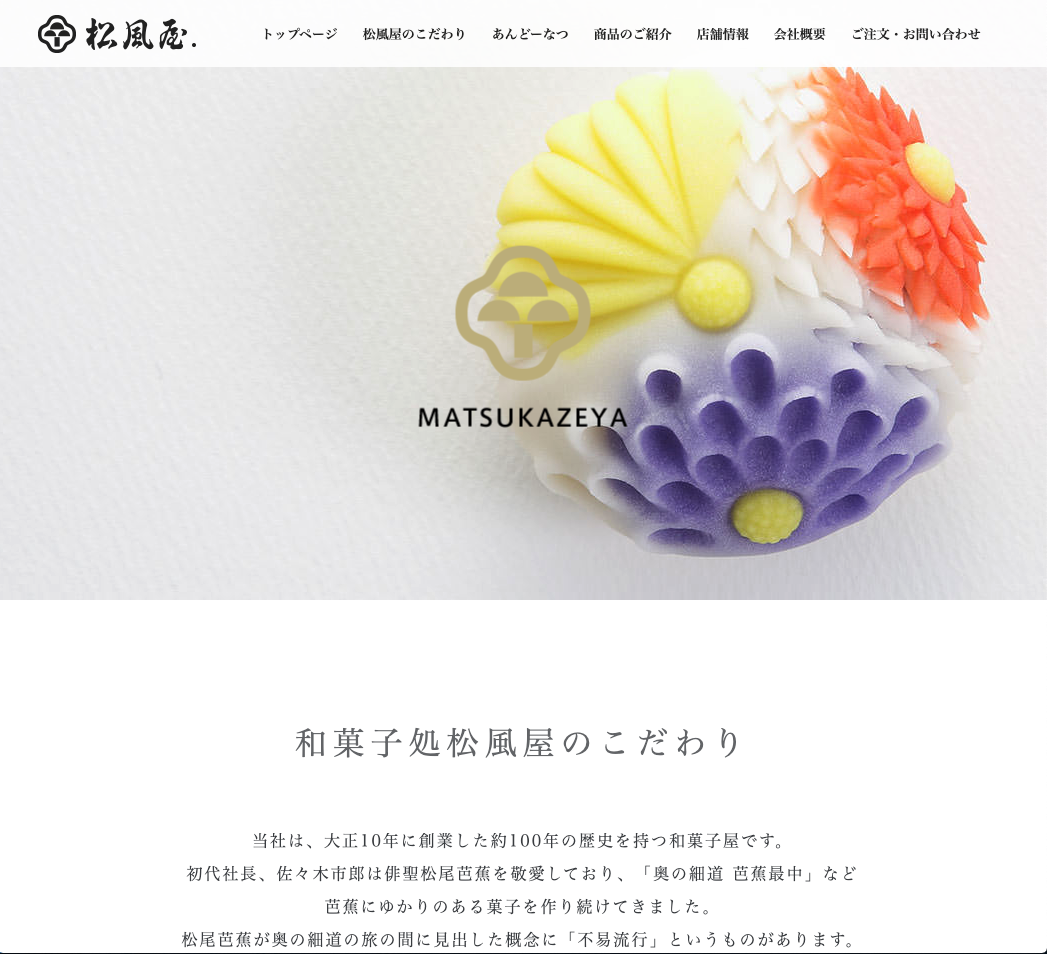 松風屋.
トップページ 松風屋のこだわり あんどーなつ 商品のご紹介 店舗情報 会社概要 ご注文・お問い合わせ
MATSUKAZEYA
和菓子処松風屋のこだわり
当社は、大正10年に創業した約100年の歴史を持つ和菓子屋です。
初代社長、佐々木市郎は俳聖松尾芭蕉を敬愛しており、「奥の細道 芭蕉最中」など
芭蕉にゆかりのある菓子を作り続けてきました。
松尾芭蕉が奥の細道の旅の間に見出した概念に「不易流行」というものがあります。